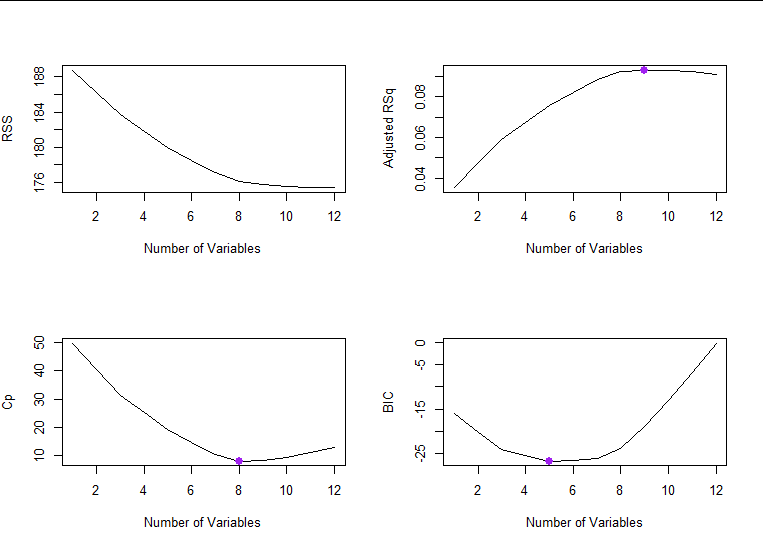 RSS
188
184
180
176
2 4 6 8 10 12
Number of Variables
Adjusted RSq
0.08
0.06
0.04
2 4 6 8 10 12
Number of Variables
Cp
50
40
30
20
10
2 4 6 8 10 12
Number of Variables
BIC
0
-5
-15
-25
2 4 6 8 10 12
Number of Variables